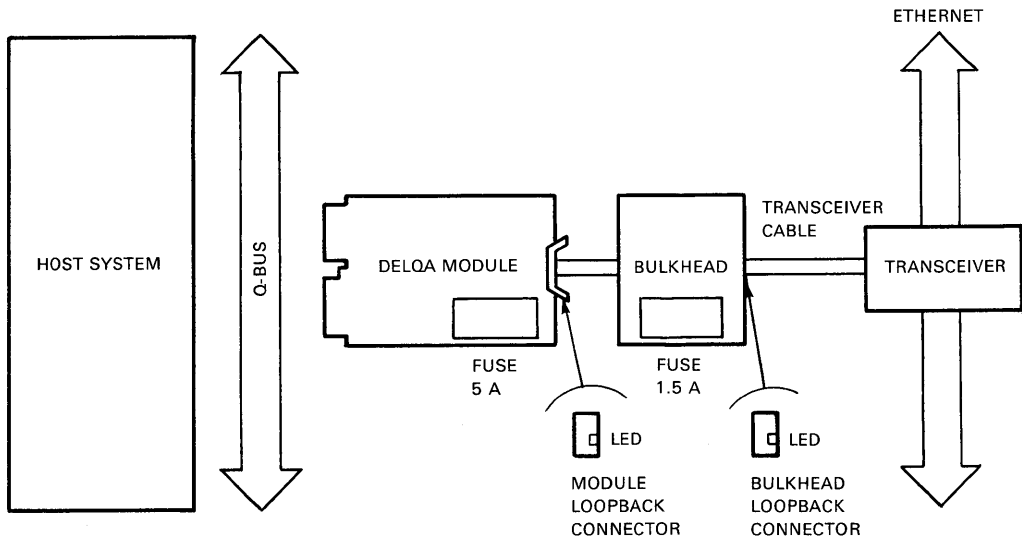 ETHERNET
HOST SYSTEM
Q-BUS
DELQA MODULE
BULKHEAD
TRANSCEIVER
CABLE
TRANSCEIVER
FUSE
5 A
FUSE
1.5 A
LED
LED
MODULE
LOOPBACK
CONNECTOR
BULKHEAD
LOOPBACK
CONNECTOR